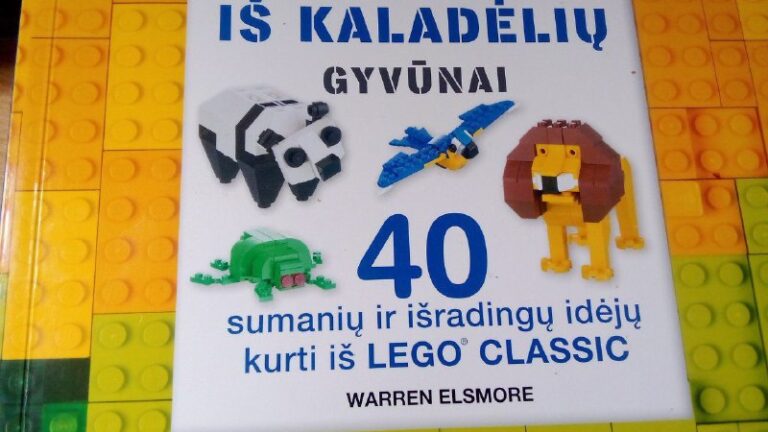 IŠ KALADĖLIŲ
GYVŪNAI
40
sumanių ir išradingų idėjų
kurti iš LEGO® CLASSIC
WARREN ELSMORE